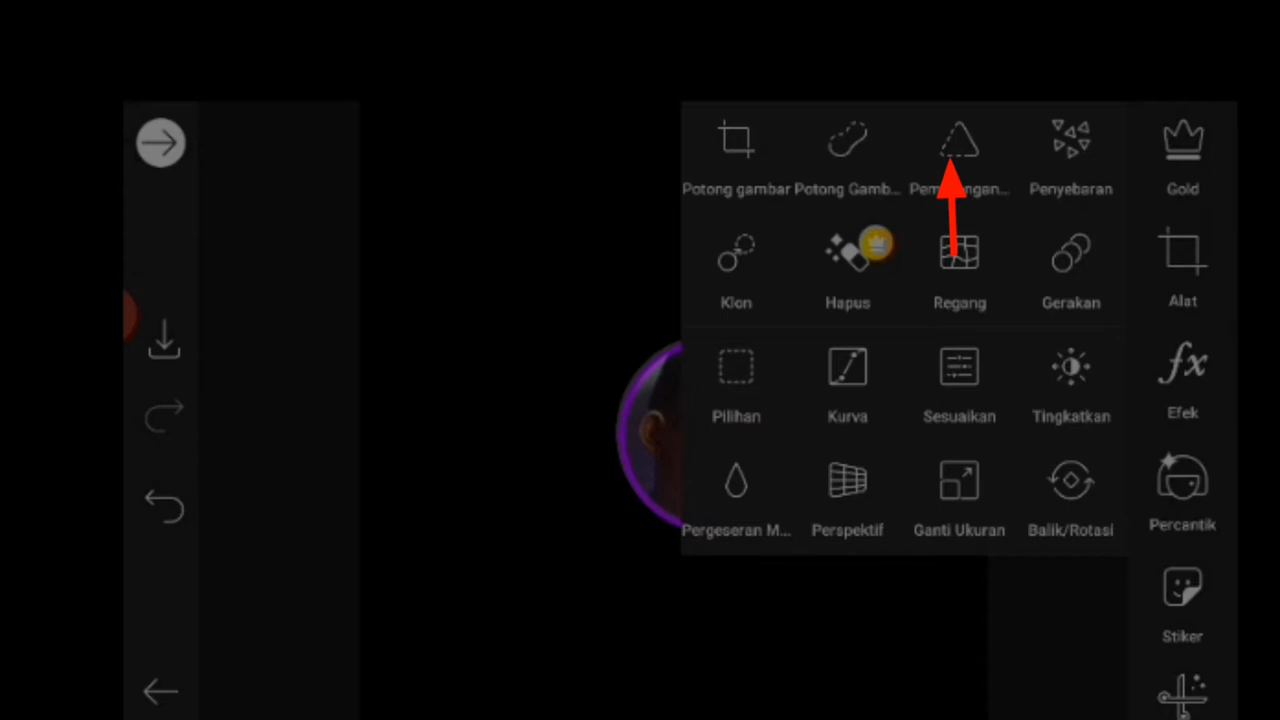 Potong gambar Potong Gamb... Penyebaran Gold
Klon Hapus Regang Gerakan Alat
Pilihan Kurva Sesuaikan Tingkatkan Efek
Pergeseran M... Perspektif Ganti Ukuran Balik/Rotasi Percantik
Stiker